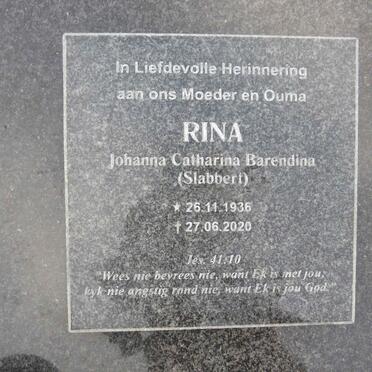 In Liefdevolle Herinnering
aan ons Moeder en Ouma
RINA
Johanna Catharina Barendina
(Slabbert)
★ 26.11.1936
† 27.06.2020
Jes. 41:10
"Wees nie bevrees nie, want Ek is met jou;
kyk nie angstig rond nie, want Ek is jou God."